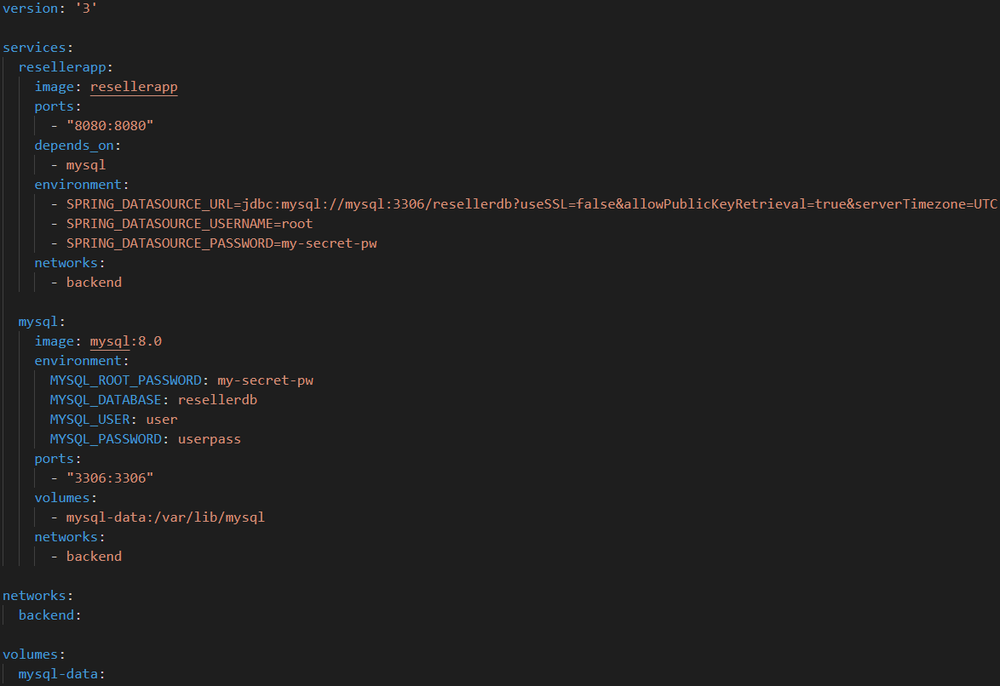 version: '3'

services:
  resellerapp:
    image: resellerapp
    ports:
      - "8080:8080"
    depends_on:
      - mysql
    environment:
      - SPRING_DATASOURCE_URL=jdbc:mysql://mysql:3306/resellerdb?useSSL=false&allowPublicKeyRetrieval=true&serverTimezone=UTC
      - SPRING_DATASOURCE_USERNAME=root
      - SPRING_DATASOURCE_PASSWORD=my-secret-pw
    networks:
      - backend

  mysql:
    image: mysql:8.0
    environment:
      MYSQL_ROOT_PASSWORD: my-secret-pw
      MYSQL_DATABASE: resellerdb
      MYSQL_USER: user
      MYSQL_PASSWORD: userpass
    ports:
      - "3306:3306"
    volumes:
      - mysql-data:/var/lib/mysql
    networks:
      - backend

networks:
  backend:

volumes:
  mysql-data: